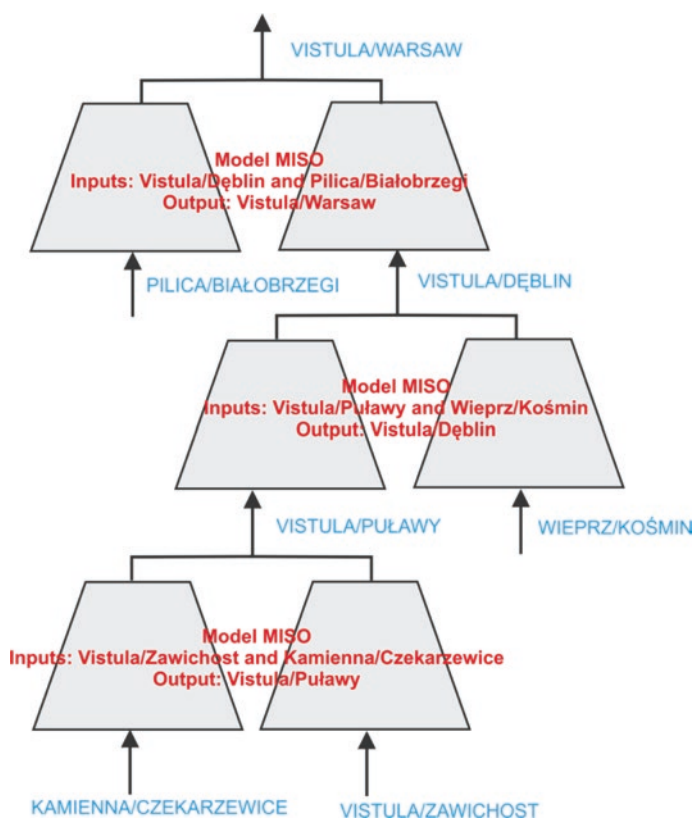 VISTULA/WARSAW
Model MISO
Inputs: Vistula/Dęblin and Pilica/Białobrzegi
Output: Vistula/Warsaw
PILICA/BIAŁOBRZEGI
VISTULA/DĘBLIN
Model MISO
Inputs: Vistula/Puławy and Wieprz/Kośmin
Output: Vistula/Dęblin
VISTULA/PUŁAWY
WIEPRZ/KOŚMIN
Model MISO
Inputs: Vistula/Zawichost and Kamienna/Czekarzewice
Output: Vistula/Puławy
KAMIENNA/CZEKARZEWICE
VISTULA/ZAWICHOST